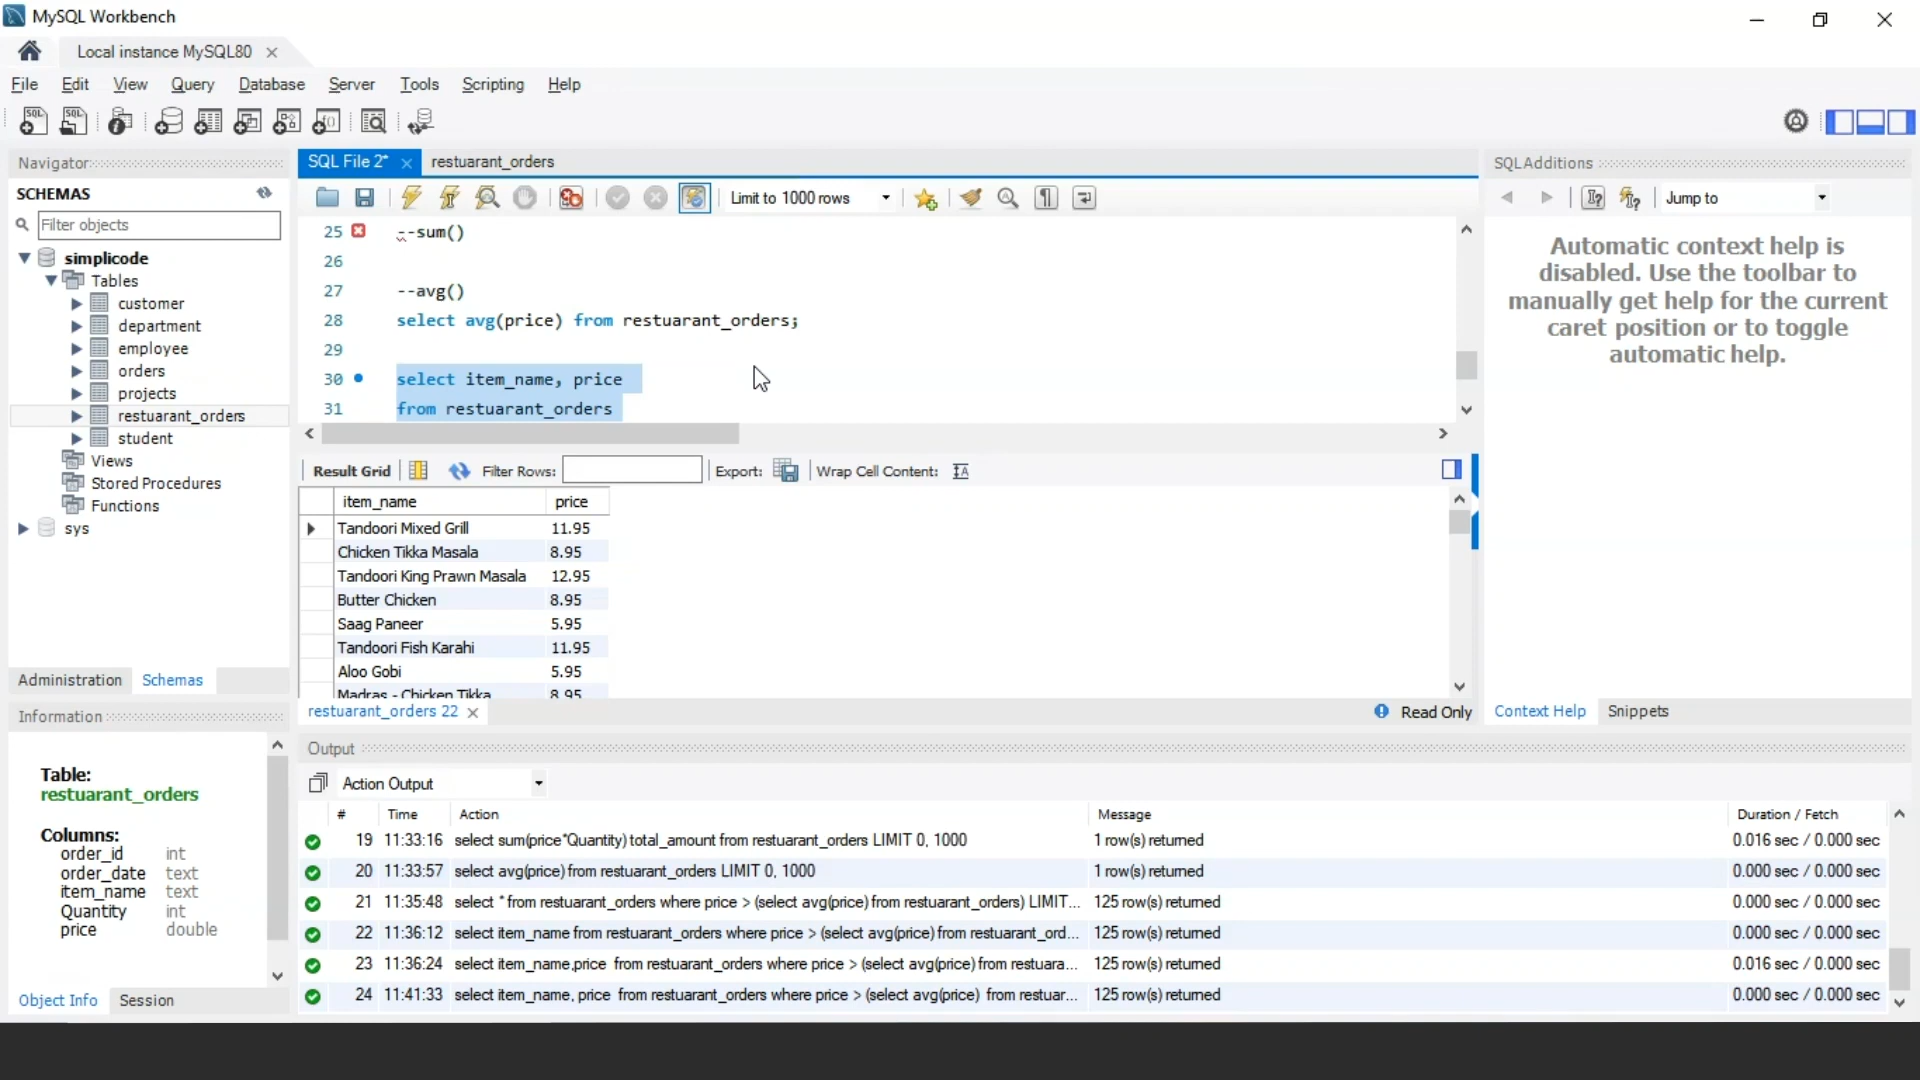 MySQL Workbench
Local instance MySQL80
File Edit View Query Database Server Tools Scripting Help
Navigator
SCHEMAS
Filter objects
simplicode
Tables
customer
department
employee
orders
projects
restuarant_orders
student
Views
Stored Procedures
Functions
sys
Administration Schemas
Information
Table:
restuarant_orders
Columns:
order_id int
order_date text
item_name text
Quantity int
price double
Object Info Session
SQL File 2* restuarant_orders
Limit to 1000 rows
25 --sum()
26
27 --avg()
28 select avg(price) from restuarant_orders;
29
30 select item_name, price
31 from restuarant_orders
Result Grid Filter Rows: Export: Wrap Cell Content:
item_name price
Tandoori Mixed Grill 11.95
Chicken Tikka Masala 8.95
Tandoori King Prawn Masala 12.95
Butter Chicken 8.95
Saag Paneer 5.95
Tandoori Fish Karahi 11.95
Aloo Gobi 5.95
Madras - Chicken Tikka 8.95
restuarant_orders 22 Read Only
SQLAdditions
Jump to
Automatic context help is
disabled. Use the toolbar to
manually get help for the current
caret position or to toggle
automatic help.
Context Help Snippets
Output
Action Output
# Time Action Message Duration / Fetch
19 11:33:16 select sum(price*Quantity) total_amount from restuarant_orders LIMIT 0, 1000 1 row(s) returned 0.016 sec / 0.000 sec
20 11:33:57 select avg(price) from restuarant_orders LIMIT 0, 1000 1 row(s) returned 0.000 sec / 0.000 sec
21 11:35:48 select * from restuarant_orders where price > (select avg(price) from restuarant_orders) LIMIT... 125 row(s) returned 0.000 sec / 0.000 sec
22 11:36:12 select item_name from restuarant_orders where price > (select avg(price) from restuarant_ord... 125 row(s) returned 0.000 sec / 0.000 sec
23 11:36:24 select item_name,price from restuarant_orders where price > (select avg(price) from restuara... 125 row(s) returned 0.016 sec / 0.000 sec
24 11:41:33 select item_name, price from restuarant_orders where price > (select avg(price) from restuar... 125 row(s) returned 0.000 sec / 0.000 sec